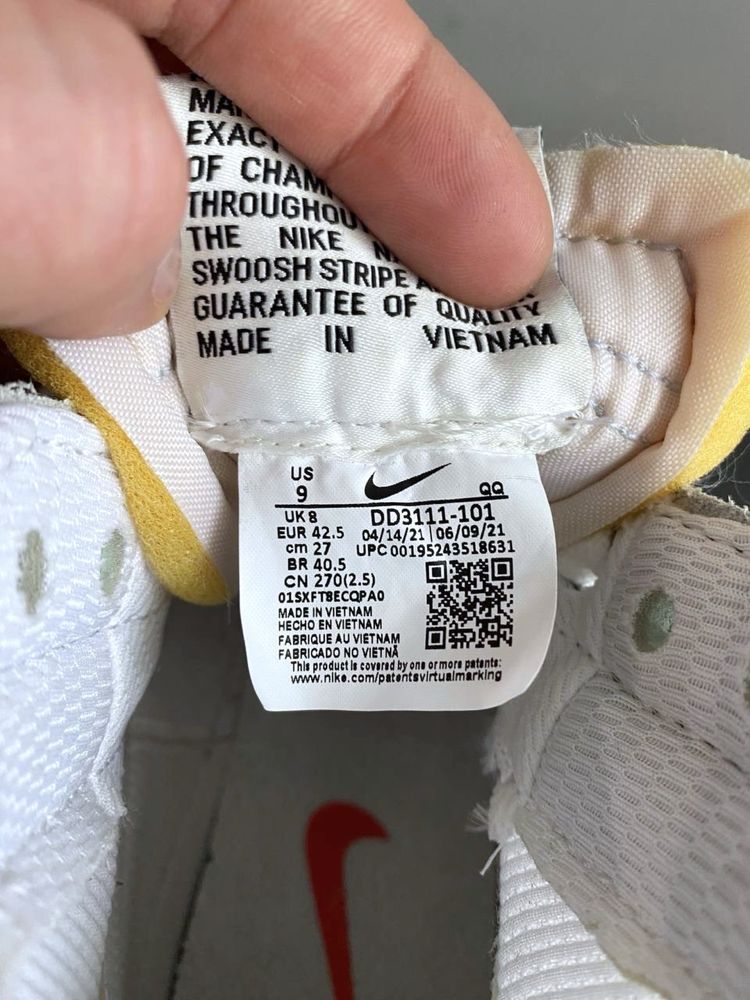 EXACT
OF CHAM
THROUGHOU
THE NIKE
SWOOSH STRIPE A
GUARANTEE OF QUALITY
MADE IN VIETNAM
US
9
QQ
UK 8 DD3111-101
EUR 42.5 04/14/21 | 06/09/21
cm 27 UPC 00195243518631
BR 40.5
CN 270(2.5)
01SXFT8ECQPA0
MADE IN VIETNAM
HECHO EN VIETNAM
FABRIQUE AU VIETNAM
FABRICADO NO VIETNÃ
This product is covered by one or more patents:
www.nike.com/patentsvirtualmarking